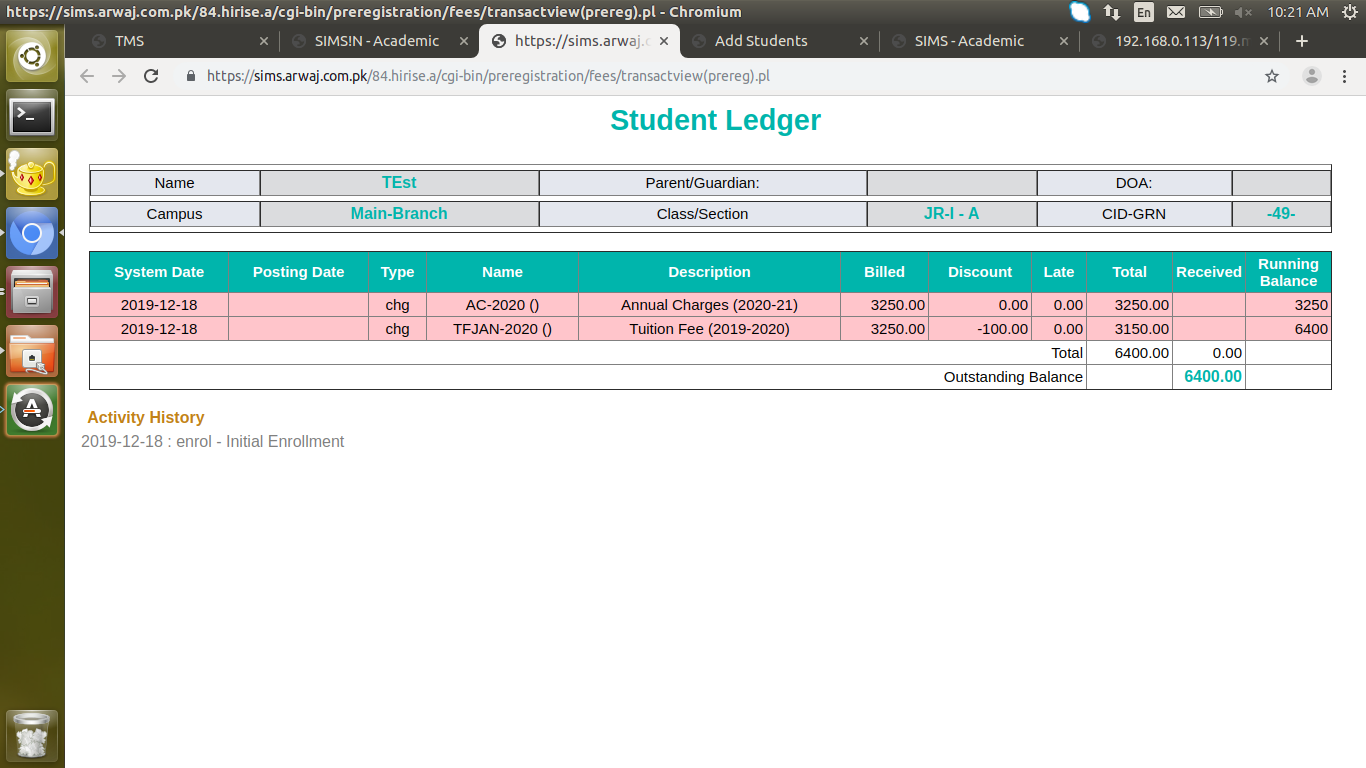 https://sims.arwaj.com.pk/84.hirise.a/cgi-bin/preregistration/fees/transactview(prereg).pl - Chromium
En
10:21 AM
TMS
SIMS!N - Academic
https://sims.arwaj.c
Add Students
SIMS - Academic
192.168.0.113/119.m
https://sims.arwaj.com.pk/84.hirise.a/cgi-bin/preregistration/fees/transactview(prereg).pl
Student Ledger
Name TEst Parent/Guardian: DOA:
Campus Main-Branch Class/Section JR-I - A CID-GRN -49-
System Date Posting Date Type Name Description Billed Discount Late Total Received Running Balance
2019-12-18 chg AC-2020 () Annual Charges (2020-21) 3250.00 0.00 0.00 3250.00 3250
2019-12-18 chg TFJAN-2020 () Tuition Fee (2019-2020) 3250.00 -100.00 0.00 3150.00 6400
Total 6400.00 0.00
Outstanding Balance 6400.00
Activity History
2019-12-18 : enrol - Initial Enrollment